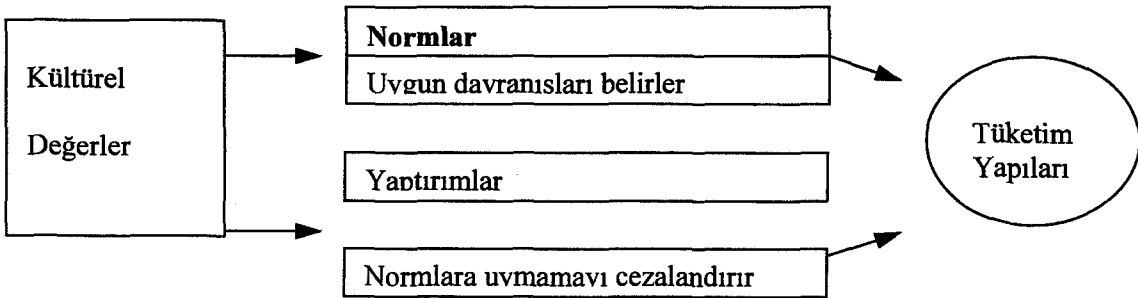 Kültürel
Değerler
Normlar
Uygun davranışları belirler
Yaptırımlar
Normlara uymamayı cezalandırır
Tüketim
Yapıları